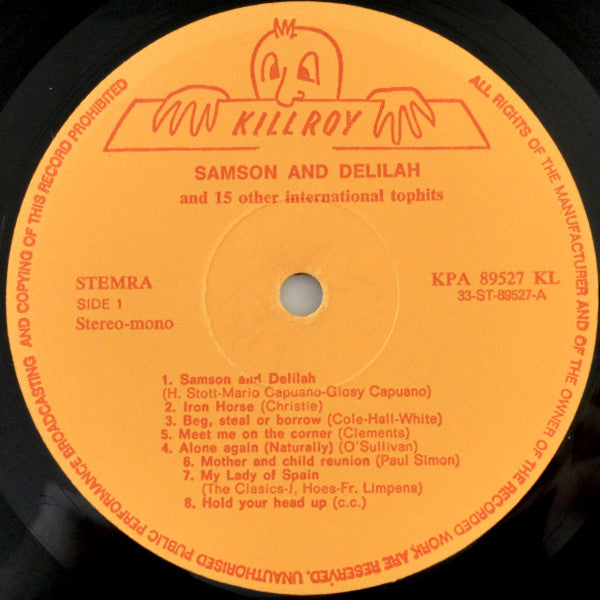 KILLROY
SAMSON AND DELILAH
and 15 other international tophits
STEMRA
SIDE 1
Stereo-mono
KPA 89527 KL
33-ST-89527-A
1. Samson and Delilah
(H. Stott-Mario Capuano-Giosy Capuano)
2. Iron Horse (Christie)
3. Beg, steal or borrow (Cole-Hall-White)
5. Meet me on the corner (Clements)
4. Alone again (Naturally) (O'Sullivan)
6. Mother and child reunion (Paul Simon)
7. My Lady of Spain
(The Clasics-J. Hoes-Fr. Limpena)
8. Hold your head up (c.c.)
ALL RIGHTS OF THE MANUFACTURER AND OF THE OWNER OF THE RECORDED WORK ARE RESERVED. UNAUTHORISED PUBLIC PERFORMANCE BROADCASTING AND COPYING OF THIS RECORD PROHIBITED